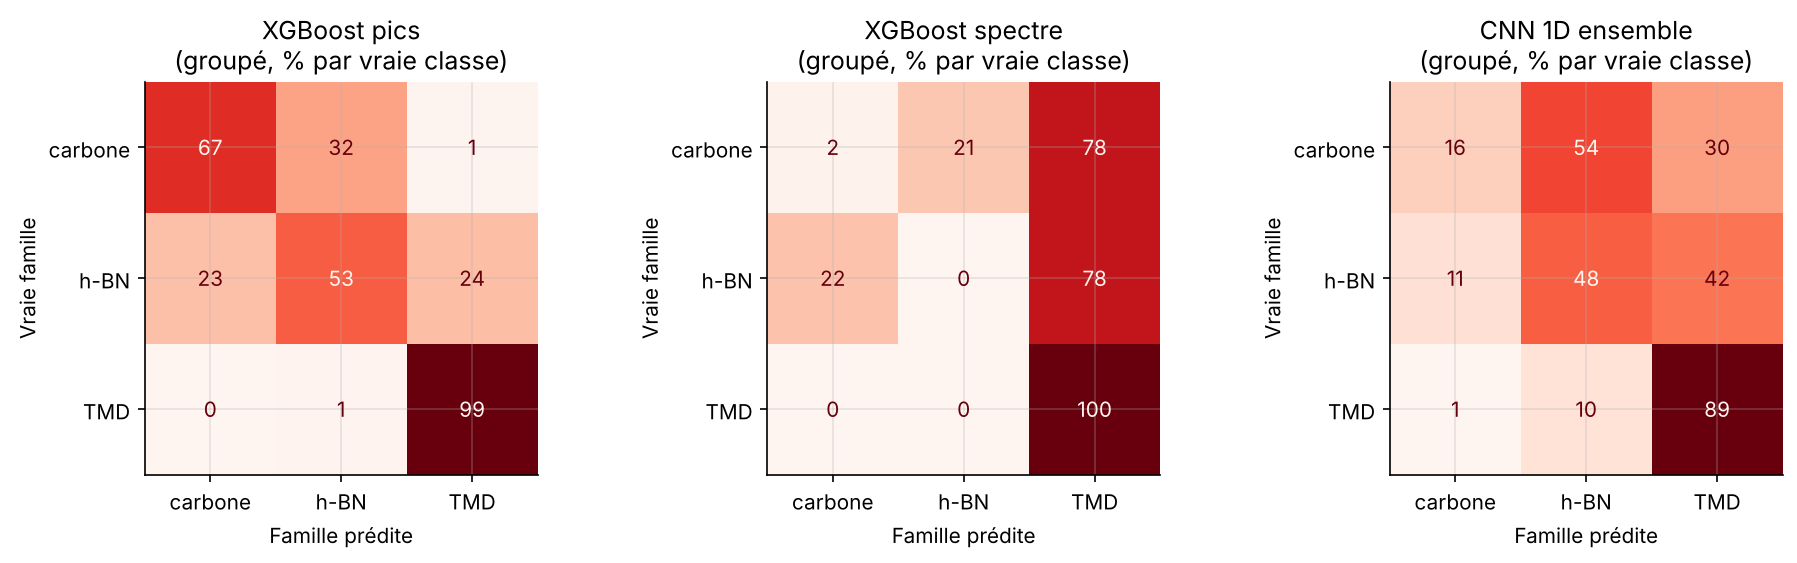 XGBoost pics
(groupé, % par vraie classe)
carbone
h-BN
TMD
Vraie famille
67 32 1
23 53 24
0 1 99
carbone h-BN TMD
Famille prédite
XGBoost spectre
(groupé, % par vraie classe)
carbone
h-BN
TMD
Vraie famille
2 21 78
22 0 78
0 0 100
carbone h-BN TMD
Famille prédite
CNN 1D ensemble
(groupé, % par vraie classe)
carbone
h-BN
TMD
Vraie famille
16 54 30
11 48 42
1 10 89
carbone h-BN TMD
Famille prédite